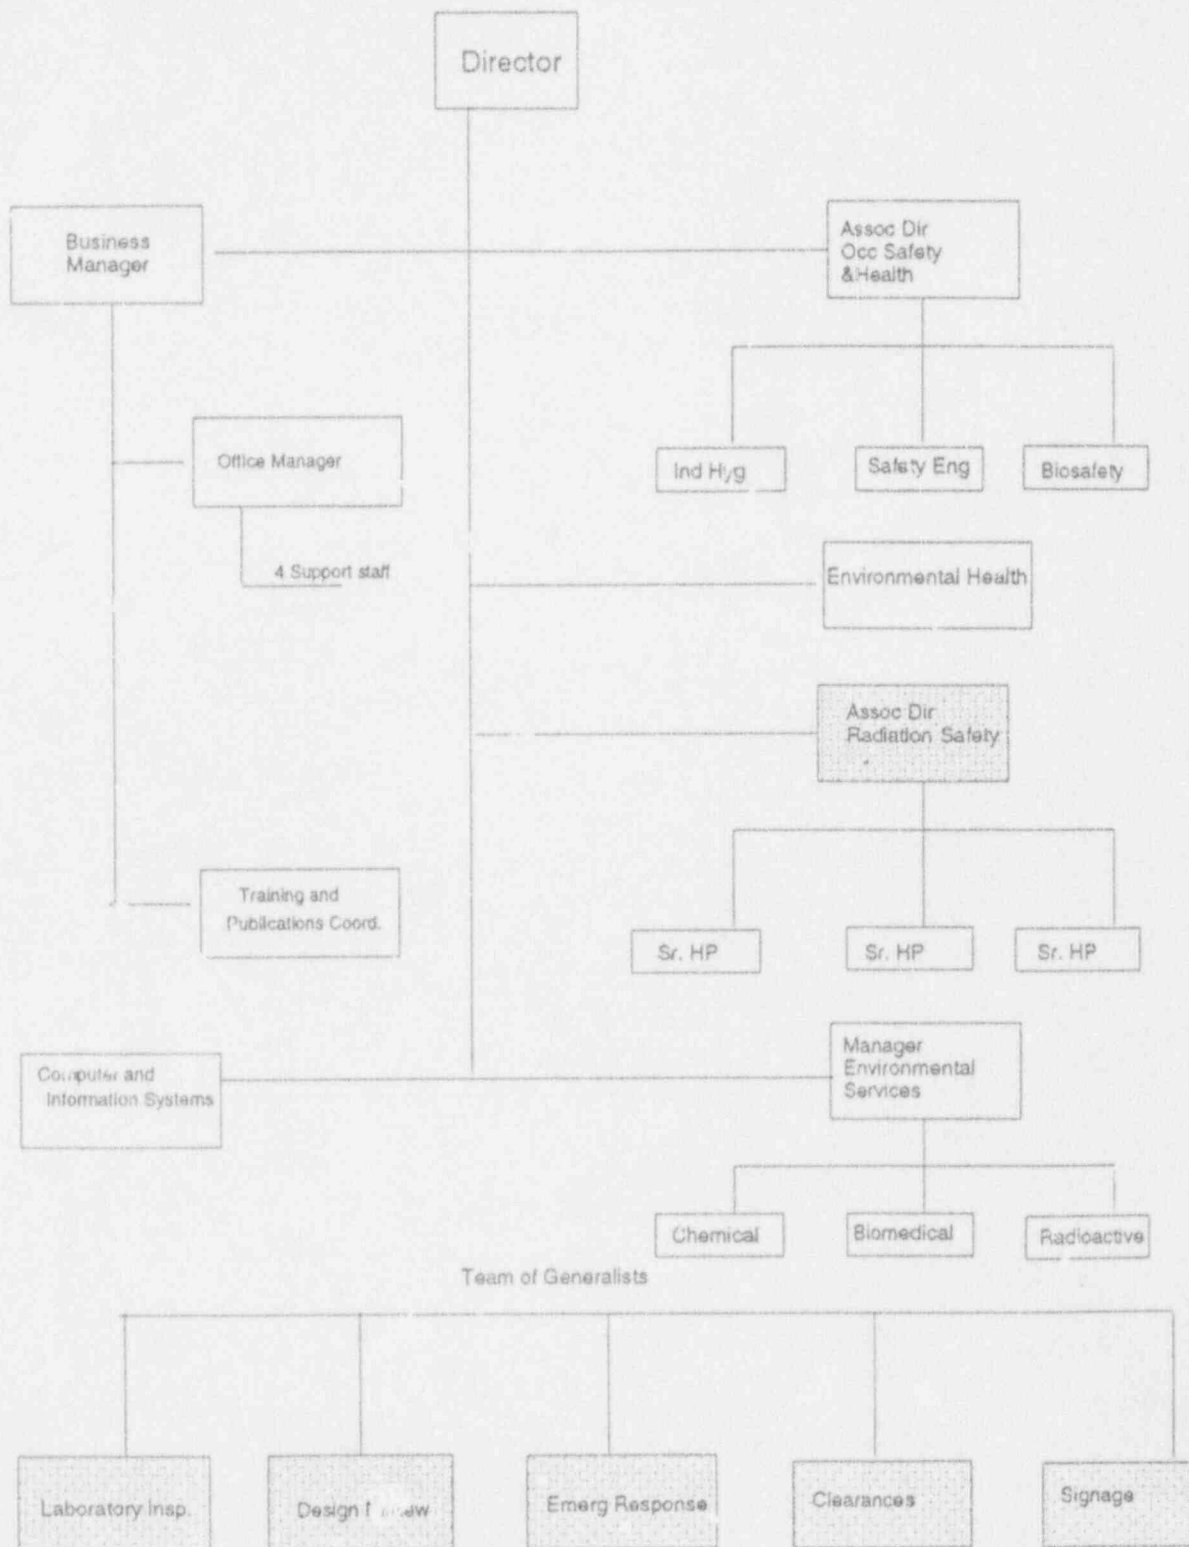 Director
Business
Manager
Assoc Dir
Occ Safety
&Health
Office Manager
4 Support staff
Ind Hyg
Safety Eng
Biosafety
Environmental Health
Assoc Dir
Radiation Safety
Training and
Publications Coord.
Sr. HP
Sr. HP
Sr. HP
Computer and
Information Systems
Manager
Environmental
Services
Chemical
Biomedical
Radioactive
Team of Generalists
Laboratory Insp.
Design
Emerg Response
Clearances
Signage